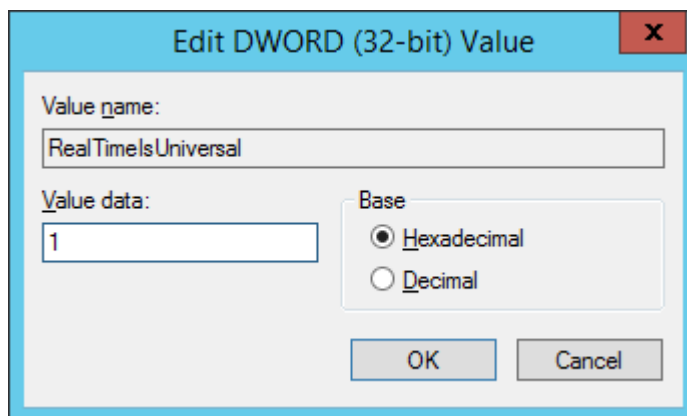 Edit DWORD (32-bit) Value
x
Value name:
RealTimeIsUniversal
Value data:
1
Base
Hexadecimal
Decimal
OK
Cancel